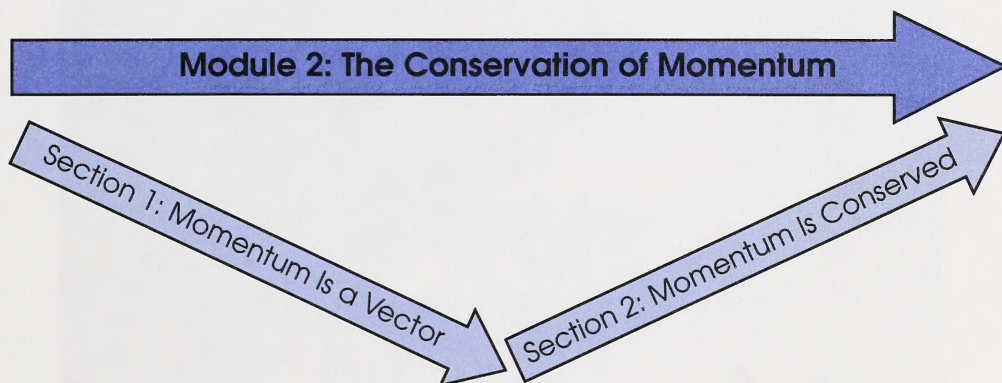 Module 2: The Conservation of Momentum
Section 1: Momentum Is a Vector
Section 2: Momentum Is Conserved